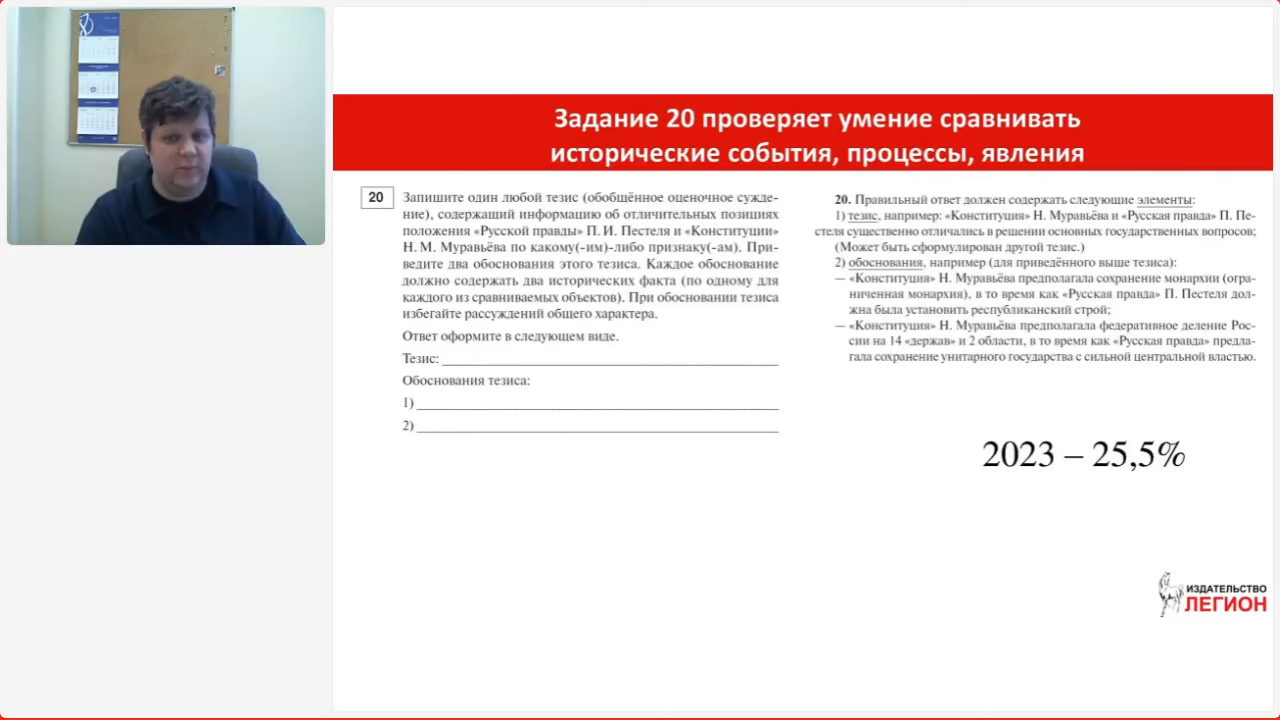 Задание 20 проверяет умение сравнивать
исторические события, процессы, явления
20
Запишите один любой тезис (обобщённое оценочное сужде-
ние), содержащий информацию об отличительных позициях
положения «Русской правды» П. И. Пестеля и «Конституции»
Н. М. Муравьёва по какому(-им)-либо признаку(-ам). При-
ведите два обоснования этого тезиса. Каждое обоснование
должно содержать два исторических факта (по одному для
каждого из сравниваемых объектов). При обосновании тезиса
избегайте рассуждений общего характера.
Ответ оформите в следующем виде.
Тезис:
Обоснования тезиса:
1)
2)
20. Правильный ответ должен содержать следующие элементы:
1) тезис, например: «Конституция» Н. Муравьёва и «Русская правда» П. Пе-
стеля существенно отличались в решении основных государственных вопросов;
(Может быть сформулирован другой тезис.)
2) обоснования, например (для приведённого выше тезиса):
— «Конституция» Н. Муравьёва предполагала сохранение монархии (огра-
ниченная монархия), в то время как «Русская правда» П. Пестеля дол-
жна была установить республиканский строй;
— «Конституция» Н. Муравьёва предполагала федеративное деление Рос-
сии на 14 «держав» и 2 области, в то время как «Русская правда» предла-
гала сохранение унитарного государства с сильной центральной властью.
2023 – 25,5%
ИЗДАТЕЛЬСТВО
ЛЕГИОН